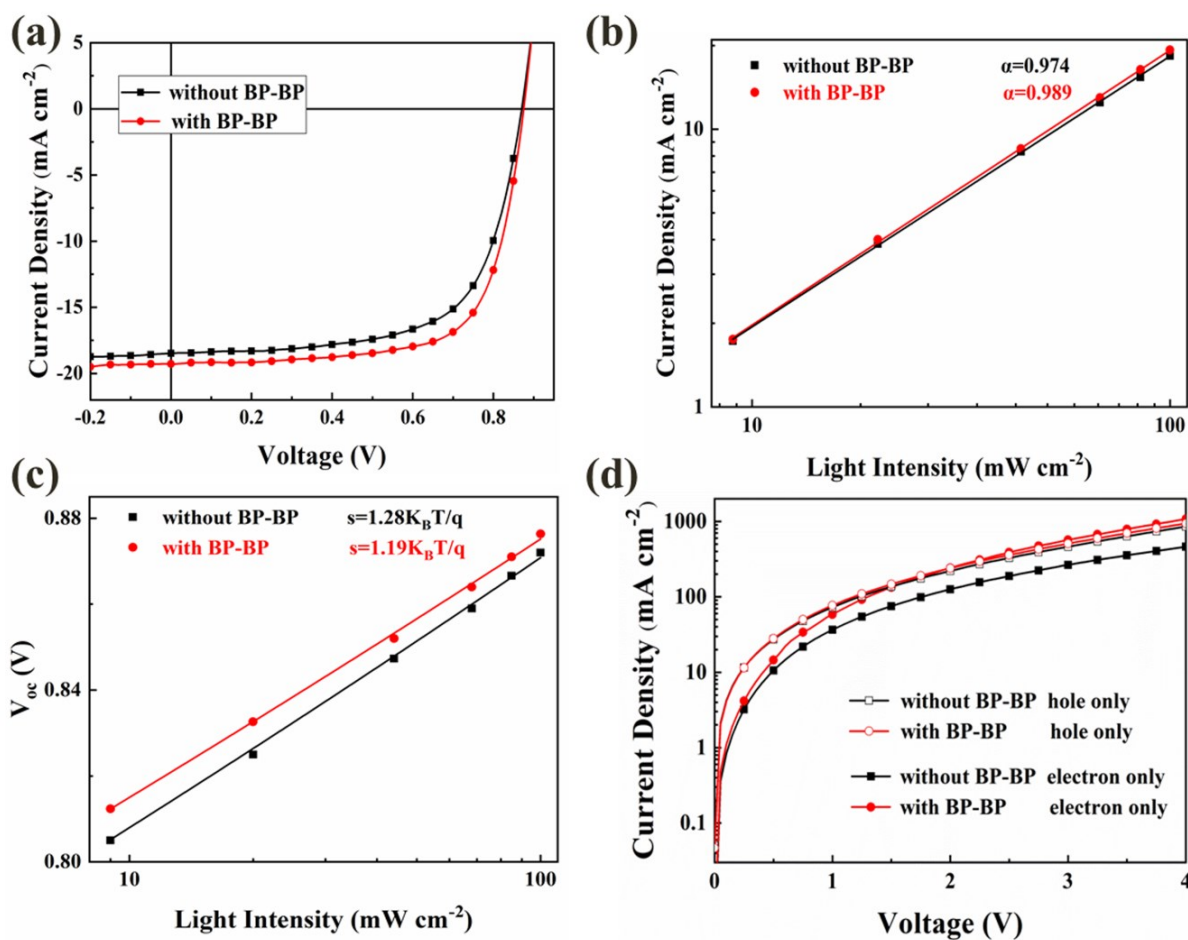 (a)
5
0
-5
-10
-15
-20
without BP-BP
with BP-BP
-0.2 0.0 0.2 0.4 0.6 0.8
Voltage (V)
Current Density (mA cm⁻²)
(b)
without BP-BP α=0.974
with BP-BP α=0.989
10
1
10 100
Light Intensity (mW cm⁻²)
Current Density (mA cm⁻²)
(c)
without BP-BP s=1.28K_BT/q
with BP-BP s=1.19K_BT/q
0.88
0.84
0.80
10 100
Light Intensity (mW cm⁻²)
V_oc (V)
(d)
1000
100
10
1
0.1
without BP-BP hole only
with BP-BP hole only
without BP-BP electron only
with BP-BP electron only
0 1 2 3 4
Voltage (V)
Current Density (mA cm⁻²)